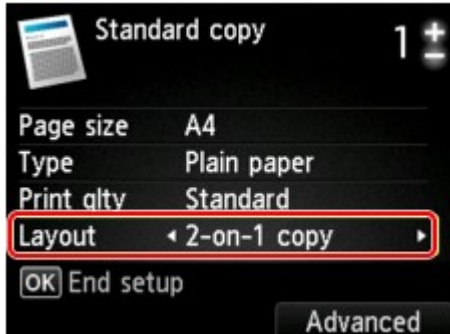 Standard copy 1
Page size A4
Type Plain paper
Print qlty Standard
Layout 2-on-1 copy
OK End setup
Advanced